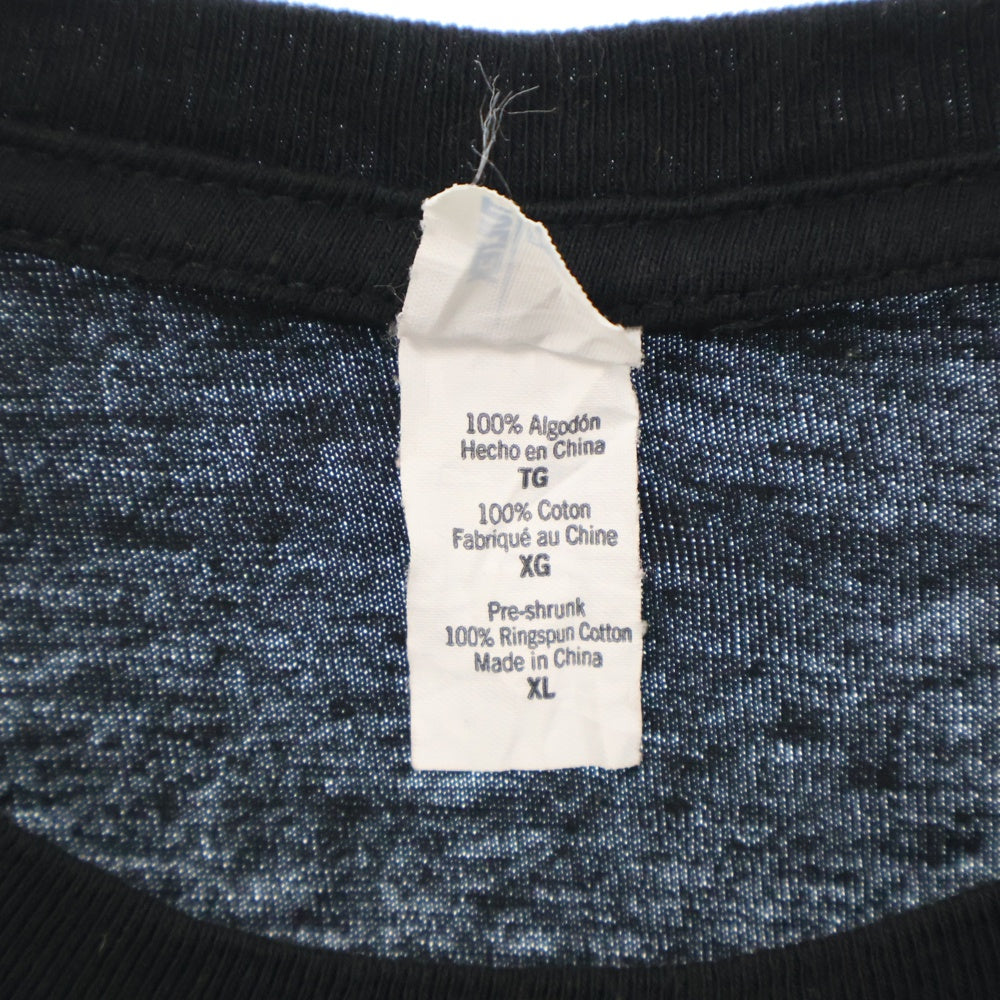 100% Algodón
Hecho en China
TG
100% Coton
Fabriqué au Chine
XG
Pre-shrunk
100% Ringspun Cotton
Made in China
XL